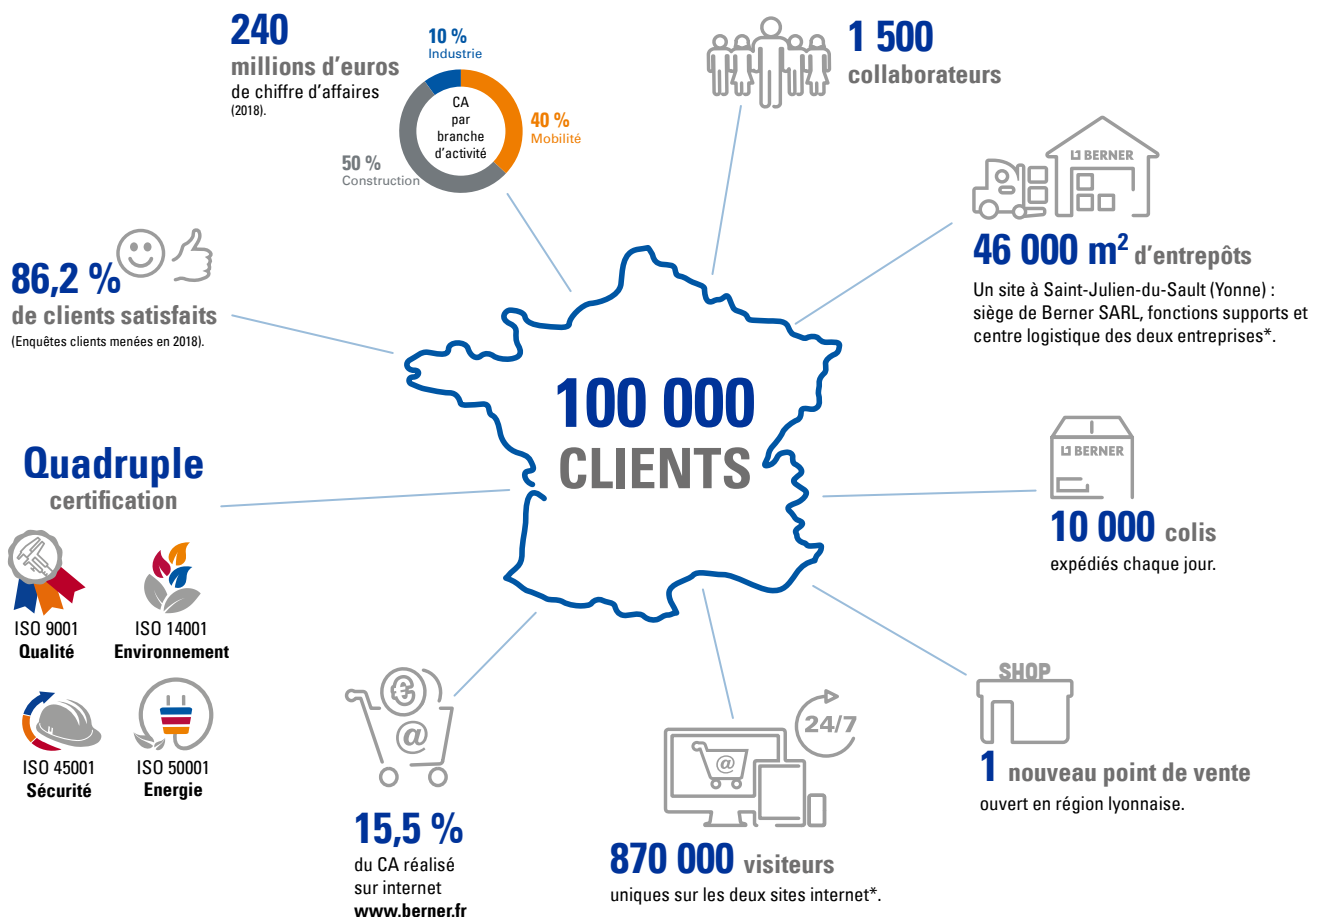 240
millions d'euros
de chiffre d'affaires
(2018).
10 %
Industrie
CA
par
branche
d'activité
40 %
Mobilité
50 %
Construction
1 500
collaborateurs
BERNER
46 000 m² d'entrepôts
Un site à Saint-Julien-du-Sault (Yonne) :
siège de Berner SARL, fonctions supports et
centre logistique des deux entreprises*.
86,2 %
de clients satisfaits
(Enquêtes clients menées en 2018).
100 000
CLIENTS
Quadruple
certification
ISO 9001
Qualité
ISO 14001
Environnement
ISO 45001
Sécurité
ISO 50001
Energie
BERNER
10 000 colis
expédiés chaque jour.
SHOP
1 nouveau point de vente
ouvert en région lyonnaise.
€
@
15,5 %
du CA réalisé
sur internet
www.berner.fr
24/7
@
870 000 visiteurs
uniques sur les deux sites internet*.